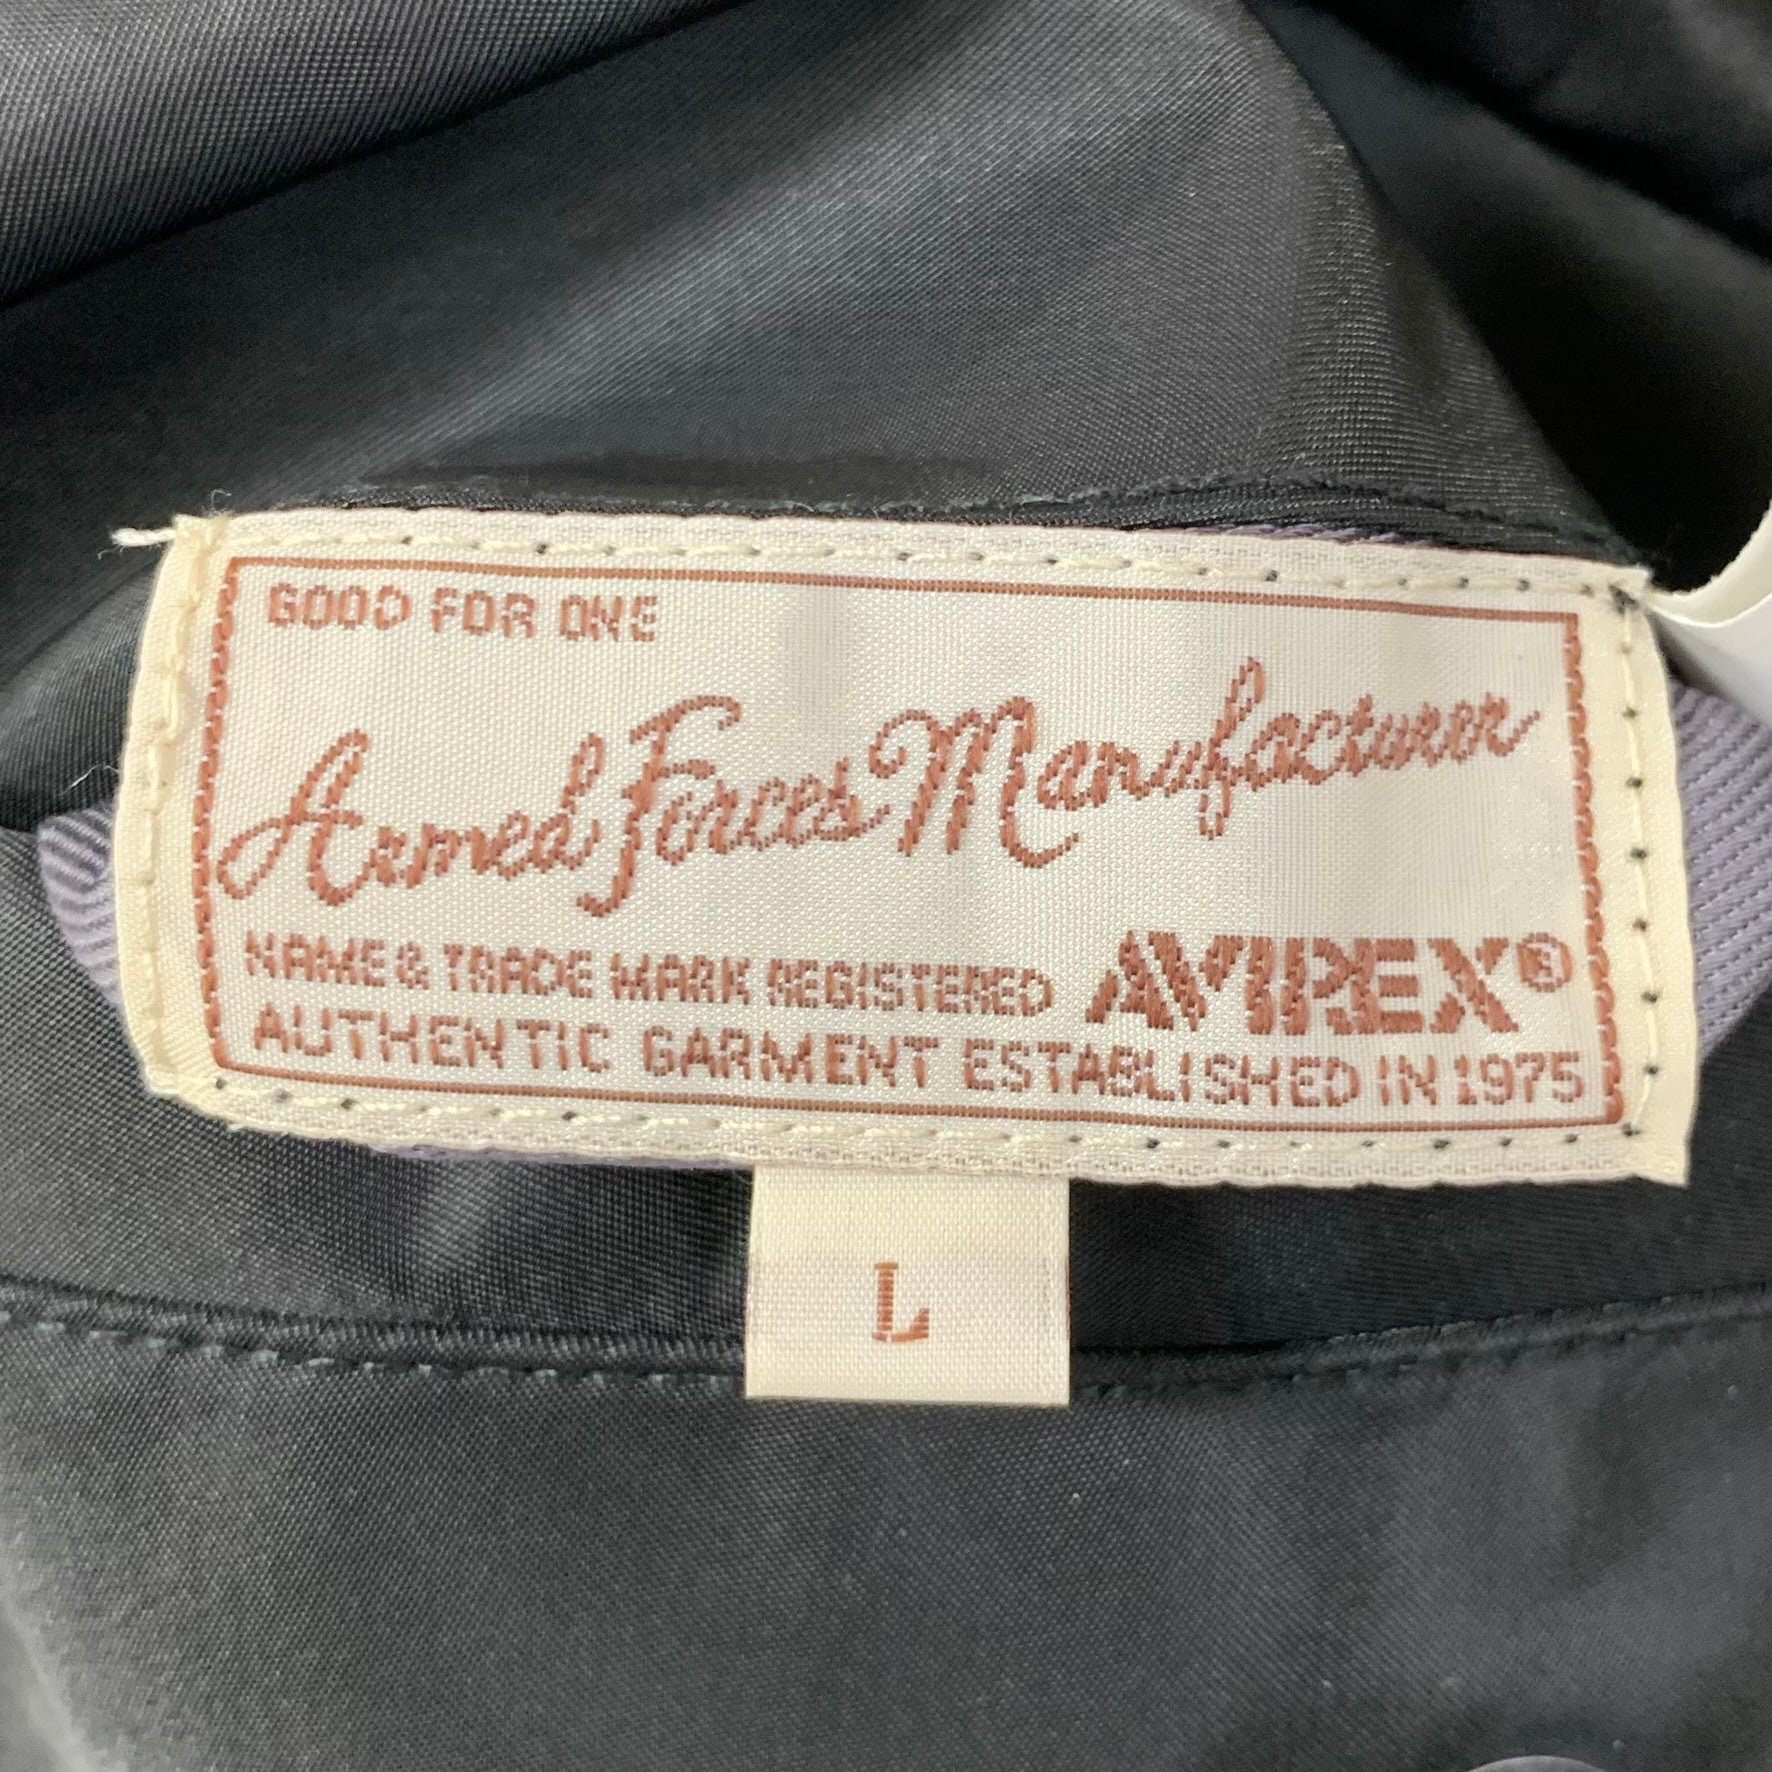 GOOD FOR ONE
Armed Forces Manufacturer
NAME & TRADE MARK REGISTERED AVIREX®
AUTHENTIC GARMENT ESTABLISHED IN 1975
L